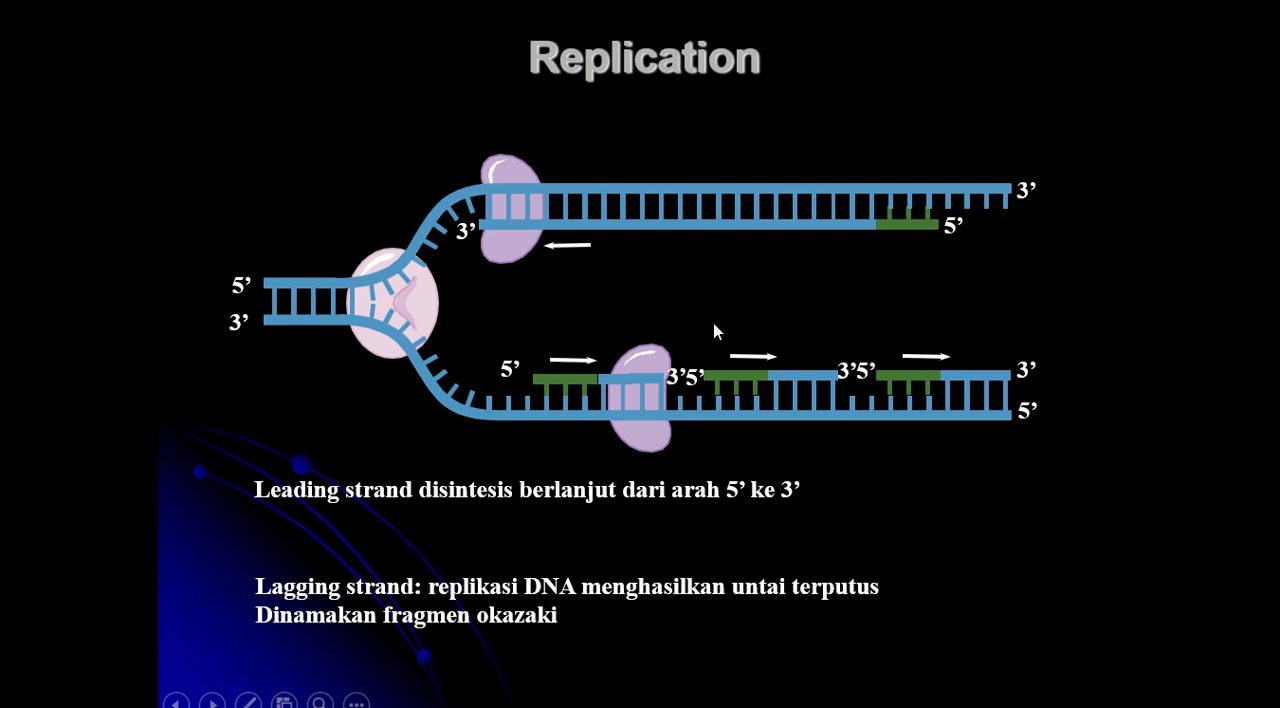 Replication
3’
3’
5’
5’
3’
5’
3’5’
3’5’
3’
5’
Leading strand disintesis berlanjut dari arah 5’ ke 3’
Lagging strand: replikasi DNA menghasilkan untai terputus
Dinamakan fragmen okazaki